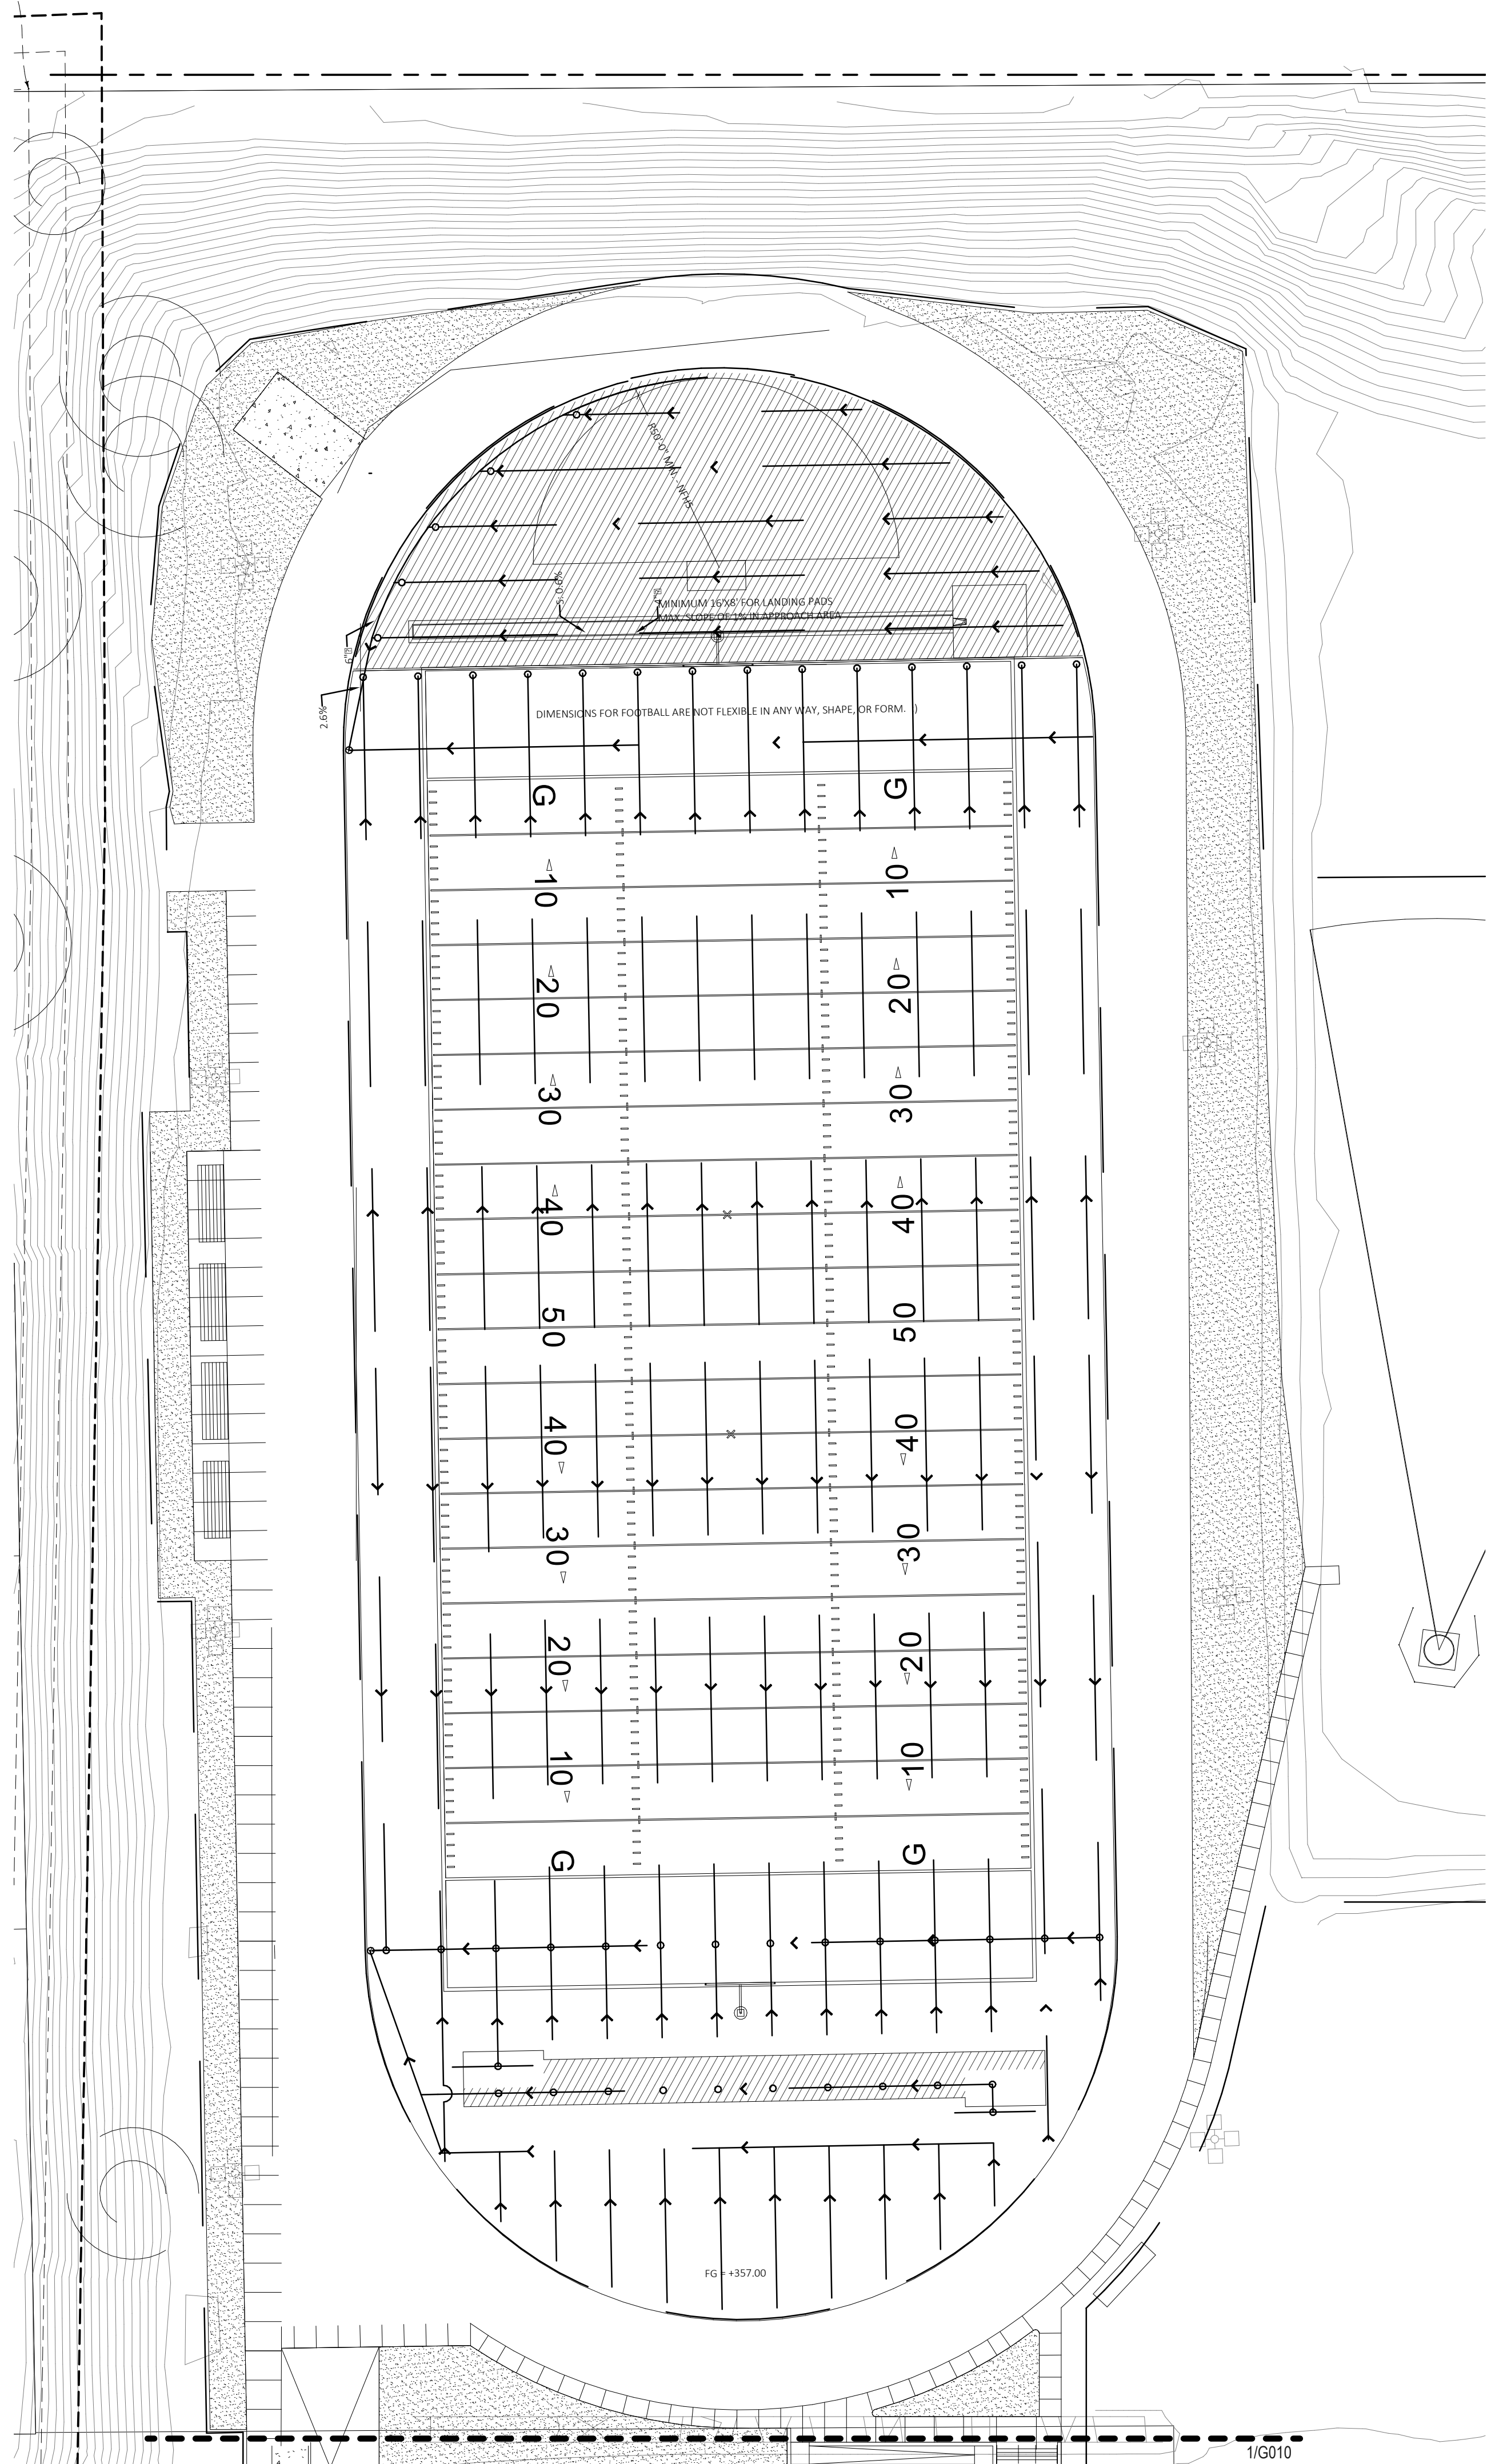 R50'-0" MIN. - NFHS
S: 0.6%
MINIMUM 16'X8' FOR LANDING PADS
MAX. SLOPE OF 1% IN APPROACH AREA
6"
2.6%
DIMENSIONS FOR FOOTBALL ARE NOT FLEXIBLE IN ANY WAY, SHAPE, OR FORM. )
G G
10 10
20 20
30 30
40 40
50 50
40 40
30 30
20 20
10 10
G G
FG = +357.00
1/G010